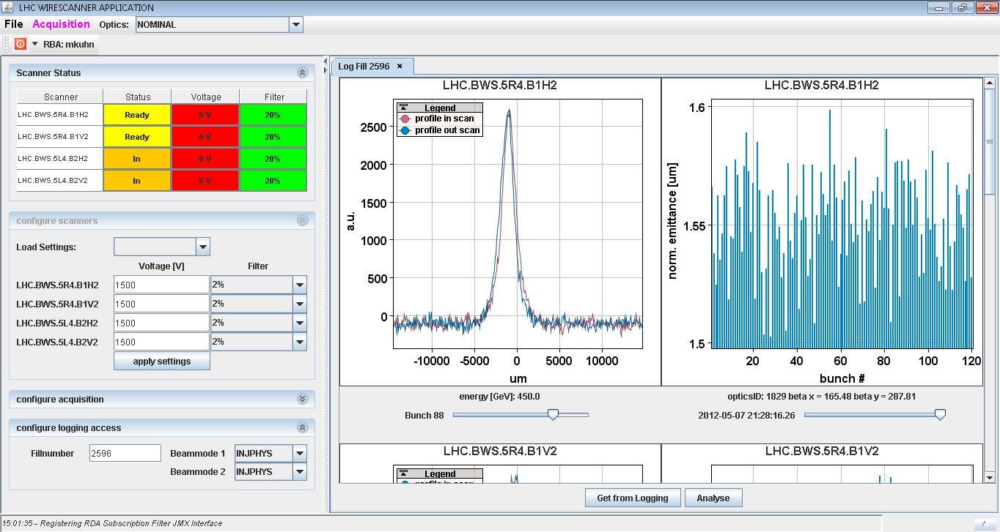 LHC WIRESCANNER APPLICATION
File Acquisition Optics: NOMINAL
RBA: mkuhn
Scanner Status
Scanner Status Voltage Filter
LHC.BWS.5R4.B1H2 Ready 0 V 20%
LHC.BWS.5R4.B1V2 Ready 0 V 20%
LHC.BWS.5L4.B2H2 In 0 V 20%
LHC.BWS.5L4.B2V2 In 0 V 20%
configure scanners
Load Settings:
Voltage [V] Filter
LHC.BWS.5R4.B1H2 1500 2%
LHC.BWS.5R4.B1V2 1500 2%
LHC.BWS.5L4.B2H2 1500 2%
LHC.BWS.5L4.B2V2 1500 2%
apply settings
configure acquisition
configure logging access
Fillnumber 2596 Beammode 1 INJPHYS
Beammode 2 INJPHYS
Log Fill 2596 ×
LHC.BWS.5R4.B1H2
Legend
profile in scan
profile out scan
a.u.
2500
2000
1500
1000
500
0
-10000 -5000 0 5000 10000
um
energy [GeV]: 450.0
Bunch 88
LHC.BWS.5R4.B1H2
norm. emittance [um]
1.6
1.55
1.5
20 40 60 80 100 120
bunch #
opticsID: 1829 beta x = 165.48 beta y = 287.81
2012-05-07 21:28:16.26
LHC.BWS.5R4.B1V2
Legend
profile in scan
LHC.BWS.5R4.B1V2
Get from Logging Analyse
15:01:35 - Registering RDA Subscription Filter JMX Interface